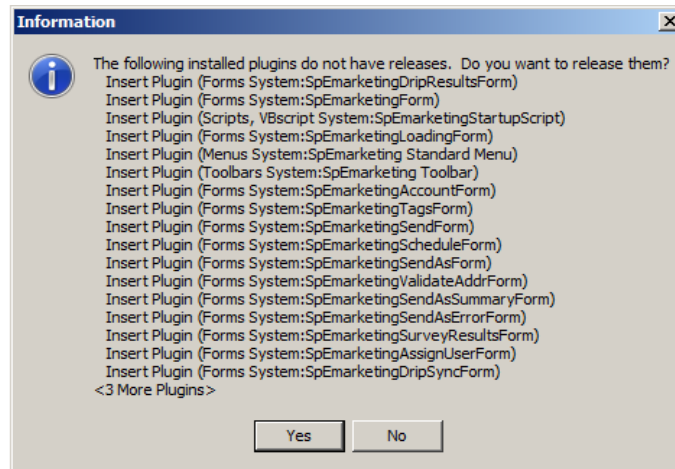 Information
The following installed plugins do not have releases. Do you want to release them?
Insert Plugin (Forms System:SpEmarketingDripResultsForm)
Insert Plugin (Forms System:SpEmarketingForm)
Insert Plugin (Scripts, VBscript System:SpEmarketingStartupScript)
Insert Plugin (Forms System:SpEmarketingLoadingForm)
Insert Plugin (Menus System:SpEmarketing Standard Menu)
Insert Plugin (Toolbars System:SpEmarketing Toolbar)
Insert Plugin (Forms System:SpEmarketingAccountForm)
Insert Plugin (Forms System:SpEmarketingTagsForm)
Insert Plugin (Forms System:SpEmarketingSendForm)
Insert Plugin (Forms System:SpEmarketingScheduleForm)
Insert Plugin (Forms System:SpEmarketingSendAsForm)
Insert Plugin (Forms System:SpEmarketingValidateAddrForm)
Insert Plugin (Forms System:SpEmarketingSendAsSummaryForm)
Insert Plugin (Forms System:SpEmarketingSendAsErrorForm)
Insert Plugin (Forms System:SpEmarketingSurveyResultsForm)
Insert Plugin (Forms System:SpEmarketingAssignUserForm)
Insert Plugin (Forms System:SpEmarketingDripSyncForm)
<3 More Plugins>
Yes No